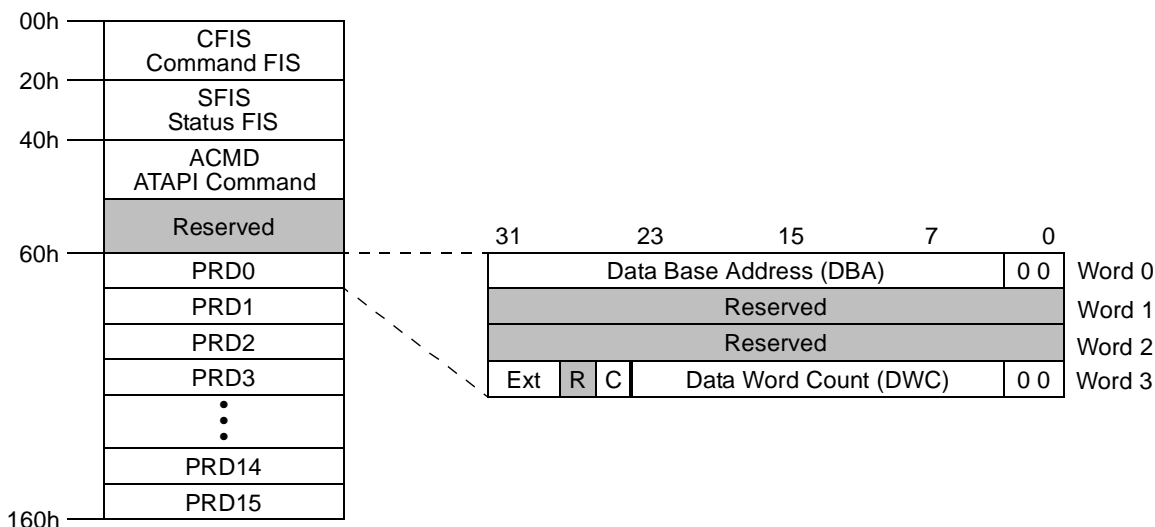 00h
CFIS
Command FIS
20h
SFIS
Status FIS
40h
ACMD
ATAPI Command
Reserved
60h
PRD0
PRD1
PRD2
PRD3
PRD14
PRD15
160h
31 23 15 7 0
Data Base Address (DBA) 0 0 Word 0
Reserved Word 1
Reserved Word 2
Ext R C Data Word Count (DWC) 0 0 Word 3